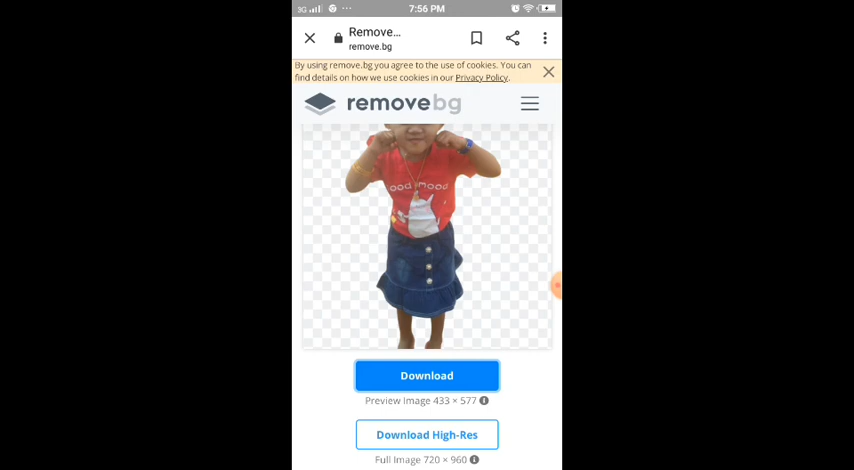 3G 7:56 PM
Remove...
remove.bg
By using remove.bg you agree to the use of cookies. You can
find details on how we use cookies in our Privacy Policy.
removebg
good mood
Download
Preview Image 433 × 577
Download High-Res
Full Image 720 × 960